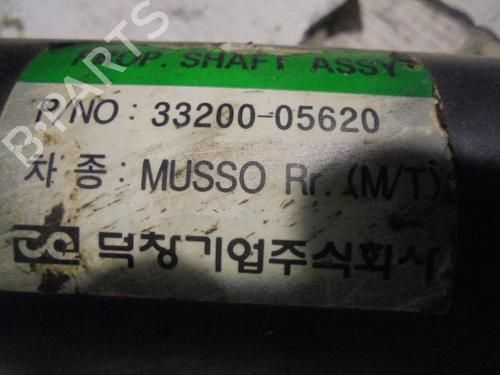 PROP. SHAFT ASSY
P/NO : 33200-05620
차 종 : MUSSO Rr. (M/T)
덕창기업주식회사
B-PARTS